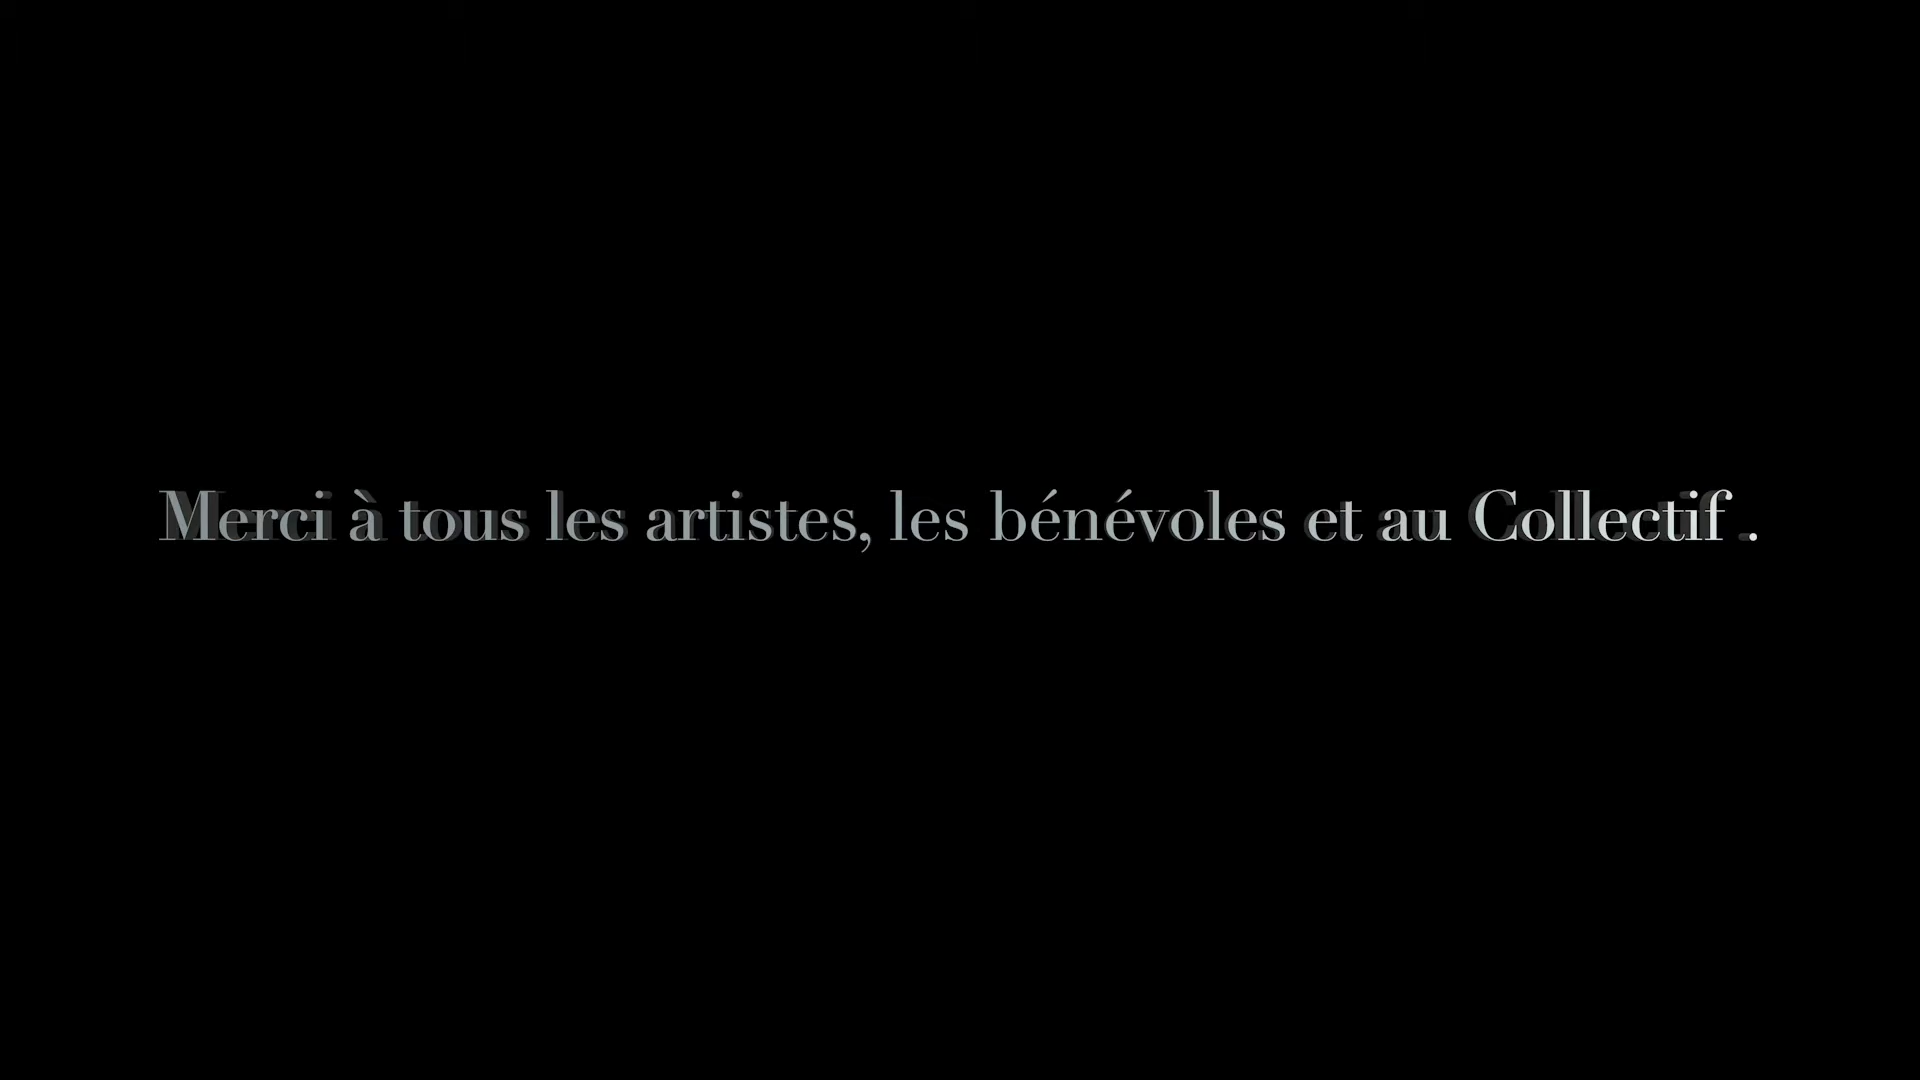 Merci à tous les artistes, les bénévoles et au Collectif .